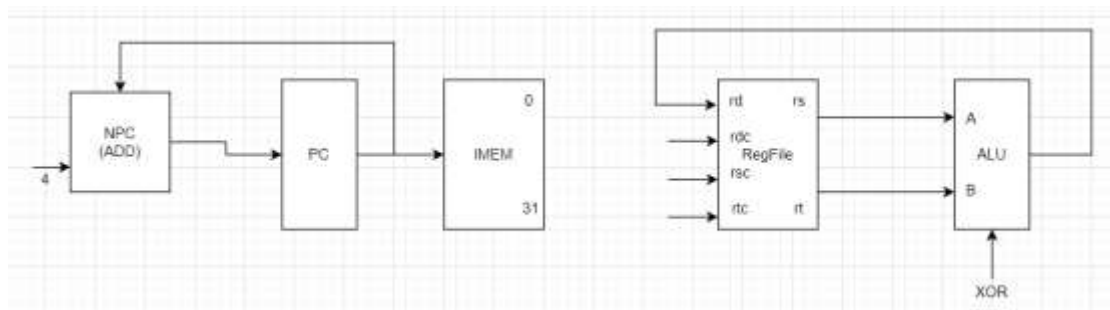 NPC
(ADD)
4
PC
0
IMEM
31
rd rs
rdc
RegFile
rsc
rtc rt
A
ALU
B
XOR